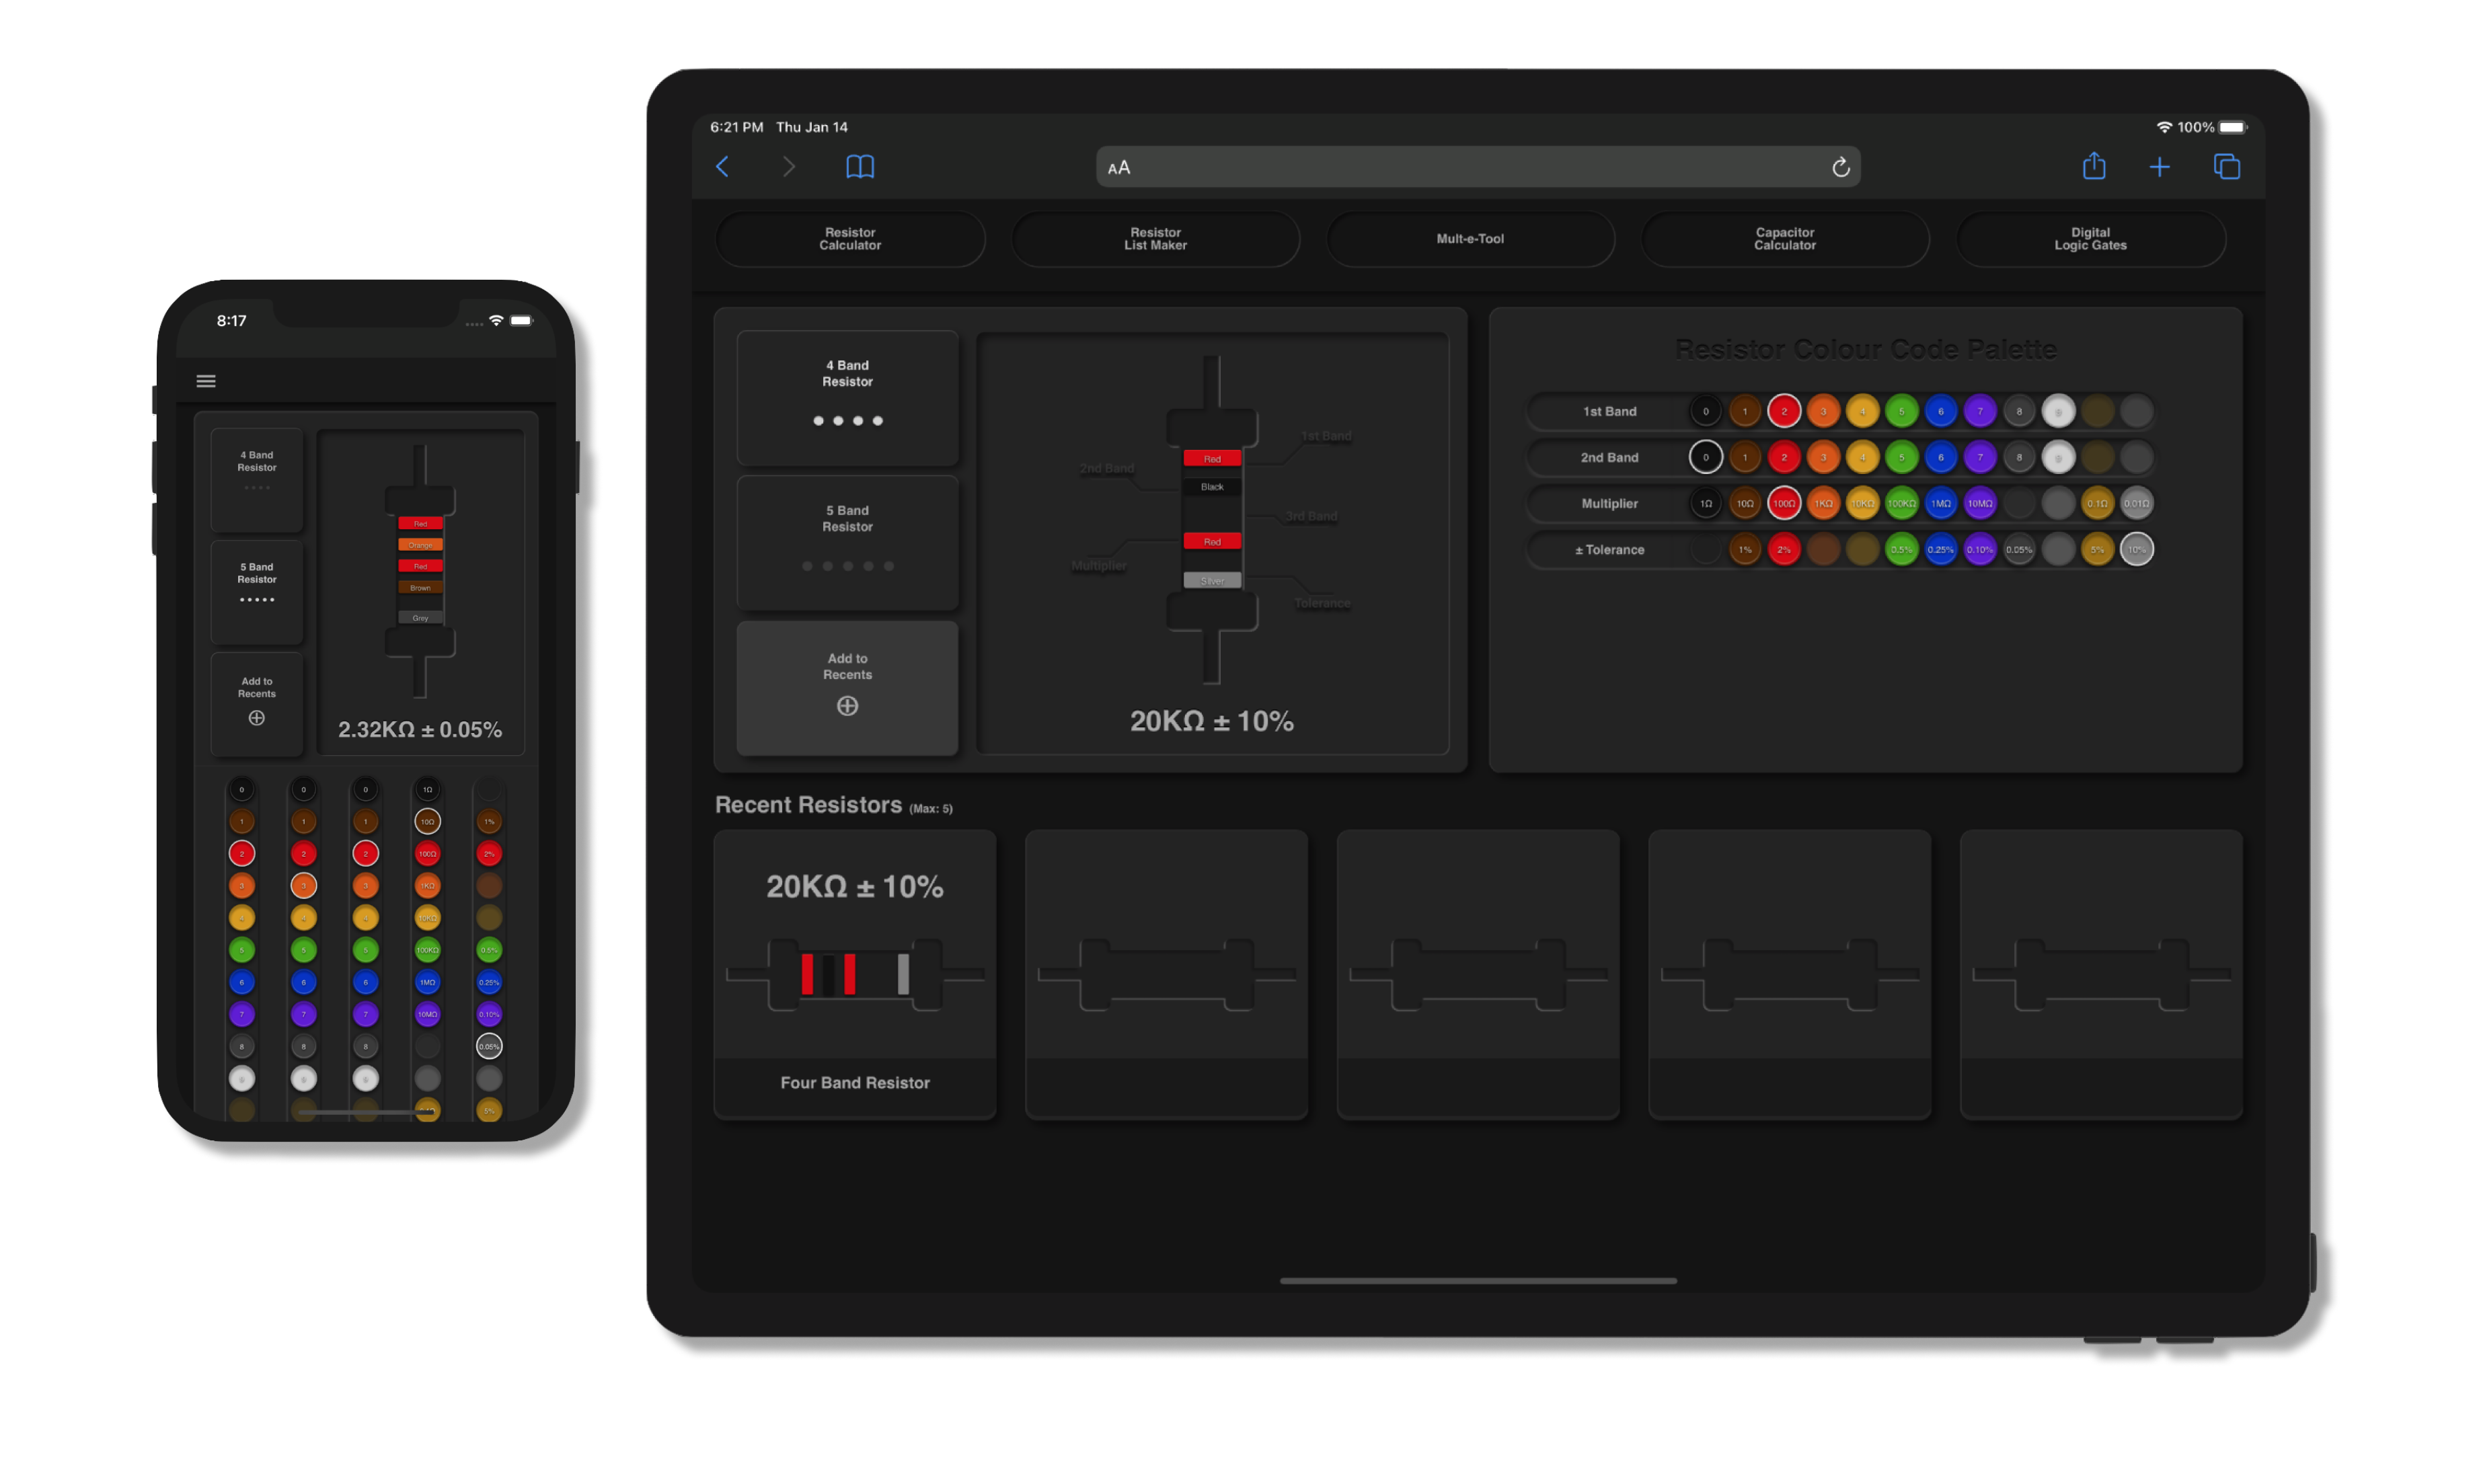 8:17
4 Band
Resistor
5 Band
Resistor
Add to
Recents
Red
Orange
Red
Brown
Grey
2.32KΩ ± 0.05%
0 0 0 1Ω
1 1 1 10Ω 1%
2 2 2 100Ω 2%
3 3 3 1KΩ
4 4 4 10KΩ
5 5 5 100KΩ 0.5%
6 6 6 1MΩ 0.25%
7 7 7 10MΩ 0.10%
8 8 8 0.05%
9 9 9
5%
6:21 PM Thu Jan 14
100%
AA
Resistor
Calculator
Resistor
List Maker
Mult-e-Tool
Capacitor
Calculator
Digital
Logic Gates
4 Band
Resistor
5 Band
Resistor
Add to
Recents
1st Band
Red
2nd Band
Black
3rd Band
Red
Multiplier
Silver
Tolerance
20KΩ ± 10%
Resistor Colour Code Palette
1st Band 0 1 2 3 4 5 6 7 8 9
2nd Band 0 1 2 3 4 5 6 7 8 9
Multiplier 1Ω 10Ω 100Ω 1KΩ 10KΩ 100KΩ 1MΩ 10MΩ 0.1Ω 0.01Ω
± Tolerance 1% 2% 0.5% 0.25% 0.10% 0.05% 5% 10%
Recent Resistors (Max: 5)
20KΩ ± 10%
Four Band Resistor